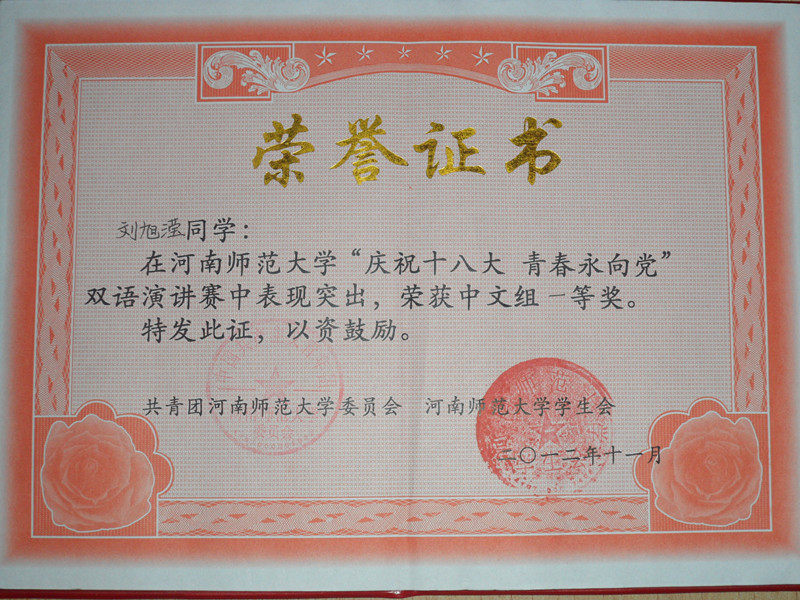 荣誉证书
刘旭滢同学：
在河南师范大学“庆祝十八大 青春永向党”
双语演讲赛中表现突出，荣获中文组一等奖。
特发此证，以资鼓励。
共青团河南师范大学委员会 河南师范大学学生会
二〇一二年十一月